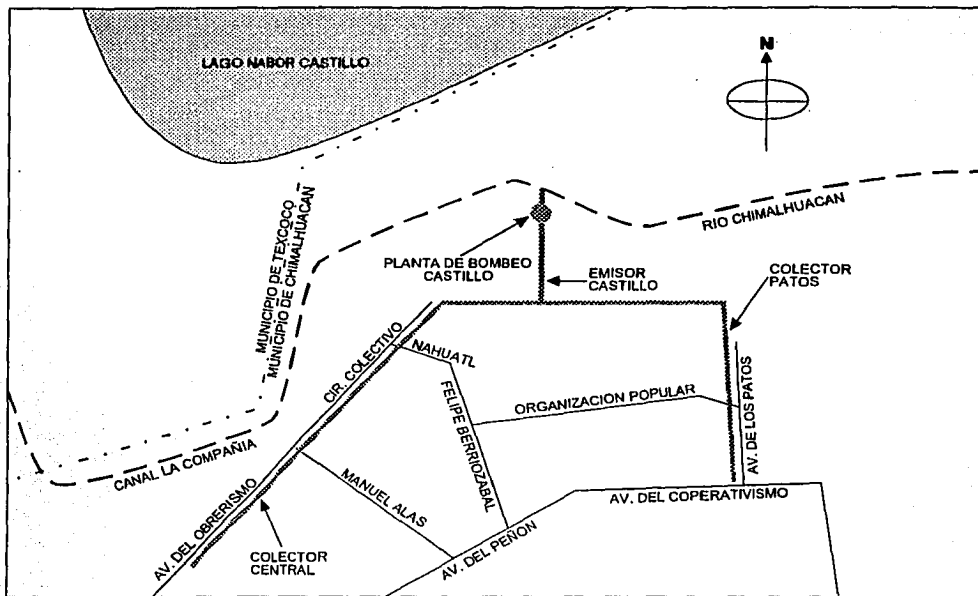 LAGO NABOR CASTILLO
N
MUNICIPIO DE TEXCOCO
MUNICIPIO DE CHIMALHUACAN
RIO CHIMALHUACAN
PLANTA DE BOMBEO
CASTILLO
EMISOR
CASTILLO
COLECTOR
PATOS
CIR. COLECTIVO
NAHUATL
FELIPE BERRIOZABAL
ORGANIZACION POPULAR
AV. DE LOS PATOS
CANAL LA COMPAÑIA
MANUEL ALAS
AV. DEL OBRERISMO
AV. DEL COPERATIVISMO
AV. DEL PEÑON
COLECTOR
CENTRAL